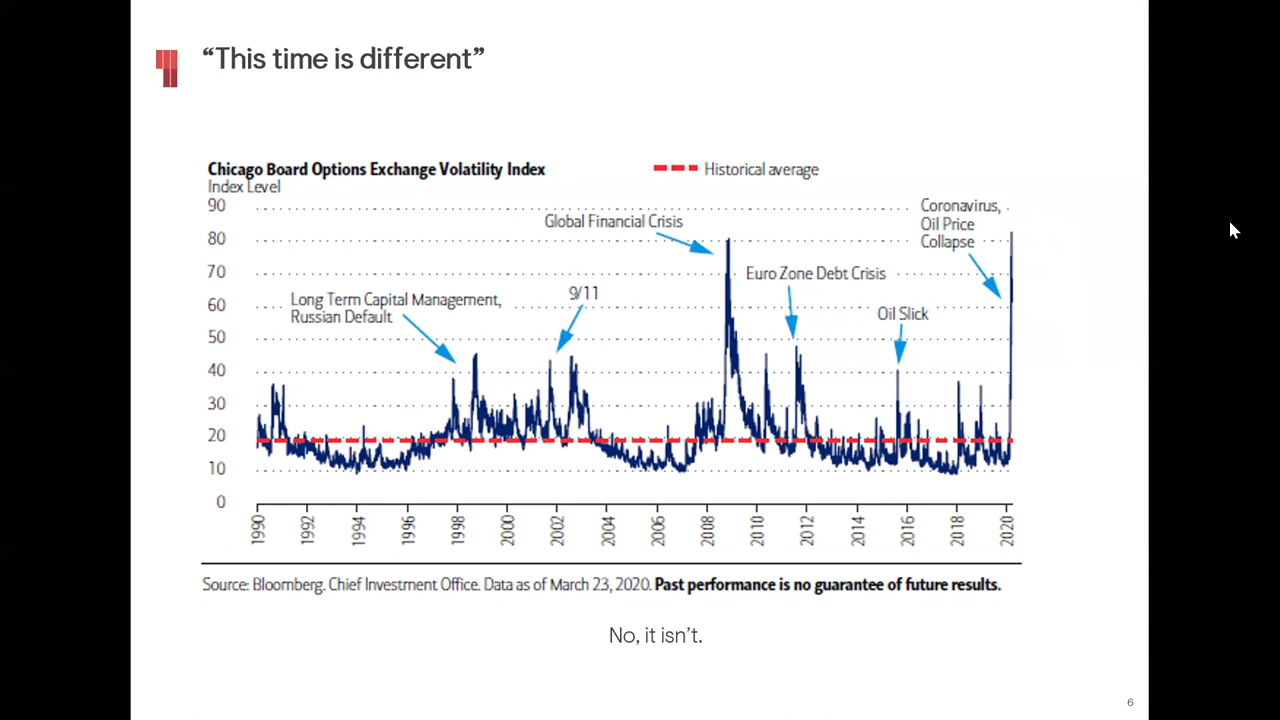 “This time is different”
Chicago Board Options Exchange Volatility Index
Historical average
Index Level
90
80
70
60
50
40
30
20
10
0
Coronavirus,
Oil Price
Collapse
Global Financial Crisis
Euro Zone Debt Crisis
Long Term Capital Management,
Russian Default
9/11
Oil Slick
1990
1992
1994
1996
1998
2000
2002
2004
2006
2008
2010
2012
2014
2016
2018
2020
Source: Bloomberg. Chief Investment Office. Data as of March 23, 2020. Past performance is no guarantee of future results.
No, it isn’t.
6